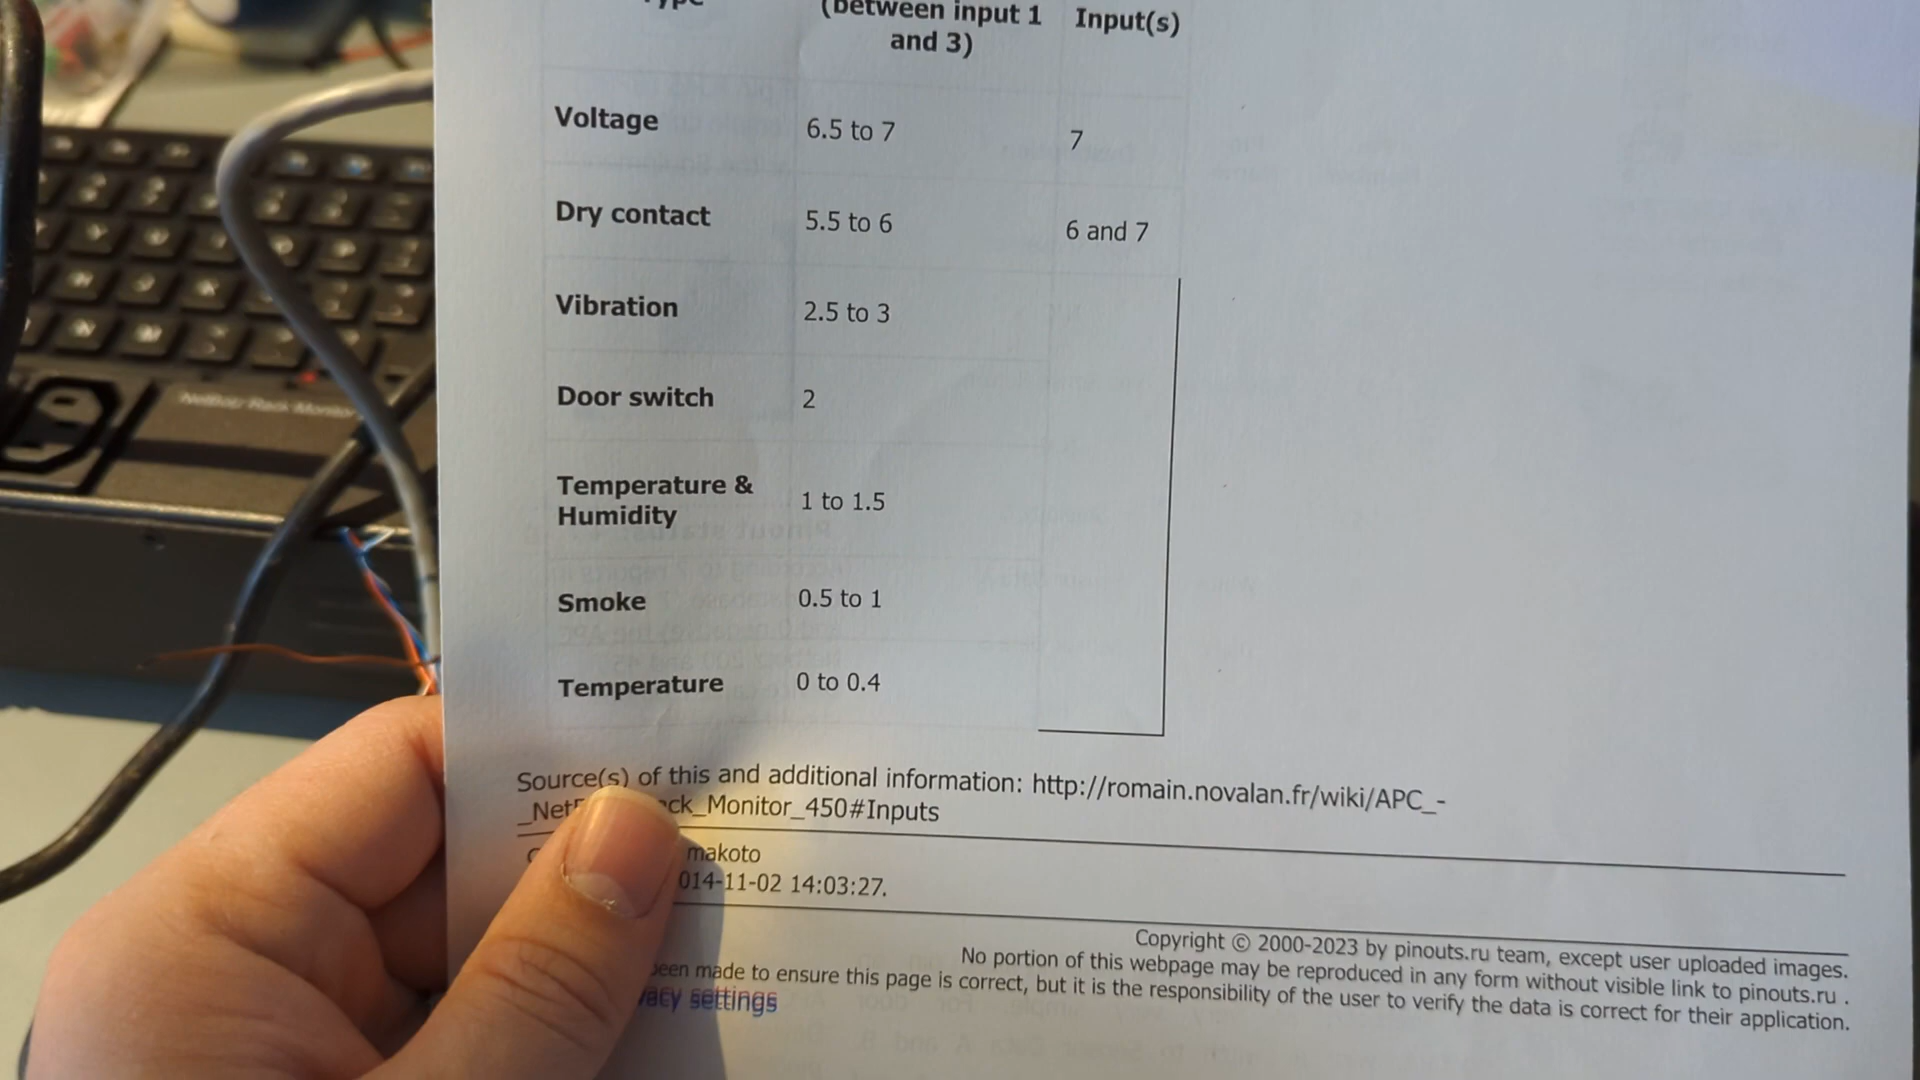 (between input 1
and 3)
Input(s)
Voltage
6.5 to 7
7
Dry contact
5.5 to 6
6 and 7
Vibration
2.5 to 3
Door switch
2
Temperature &
Humidity
1 to 1.5
Smoke
0.5 to 1
Temperature
0 to 0.4
Source(s) of this and additional information: http://romain.novalan.fr/wiki/APC_-
_Net ck_Monitor_450#Inputs
makoto
014-11-02 14:03:27.
Copyright © 2000-2023 by pinouts.ru team, except user uploaded images.
No portion of this webpage may be reproduced in any form without visible link to pinouts.ru .
been made to ensure this page is correct, but it is the responsibility of the user to verify the data is correct for their application.
vacy settings
NetBotz Rack Monitor